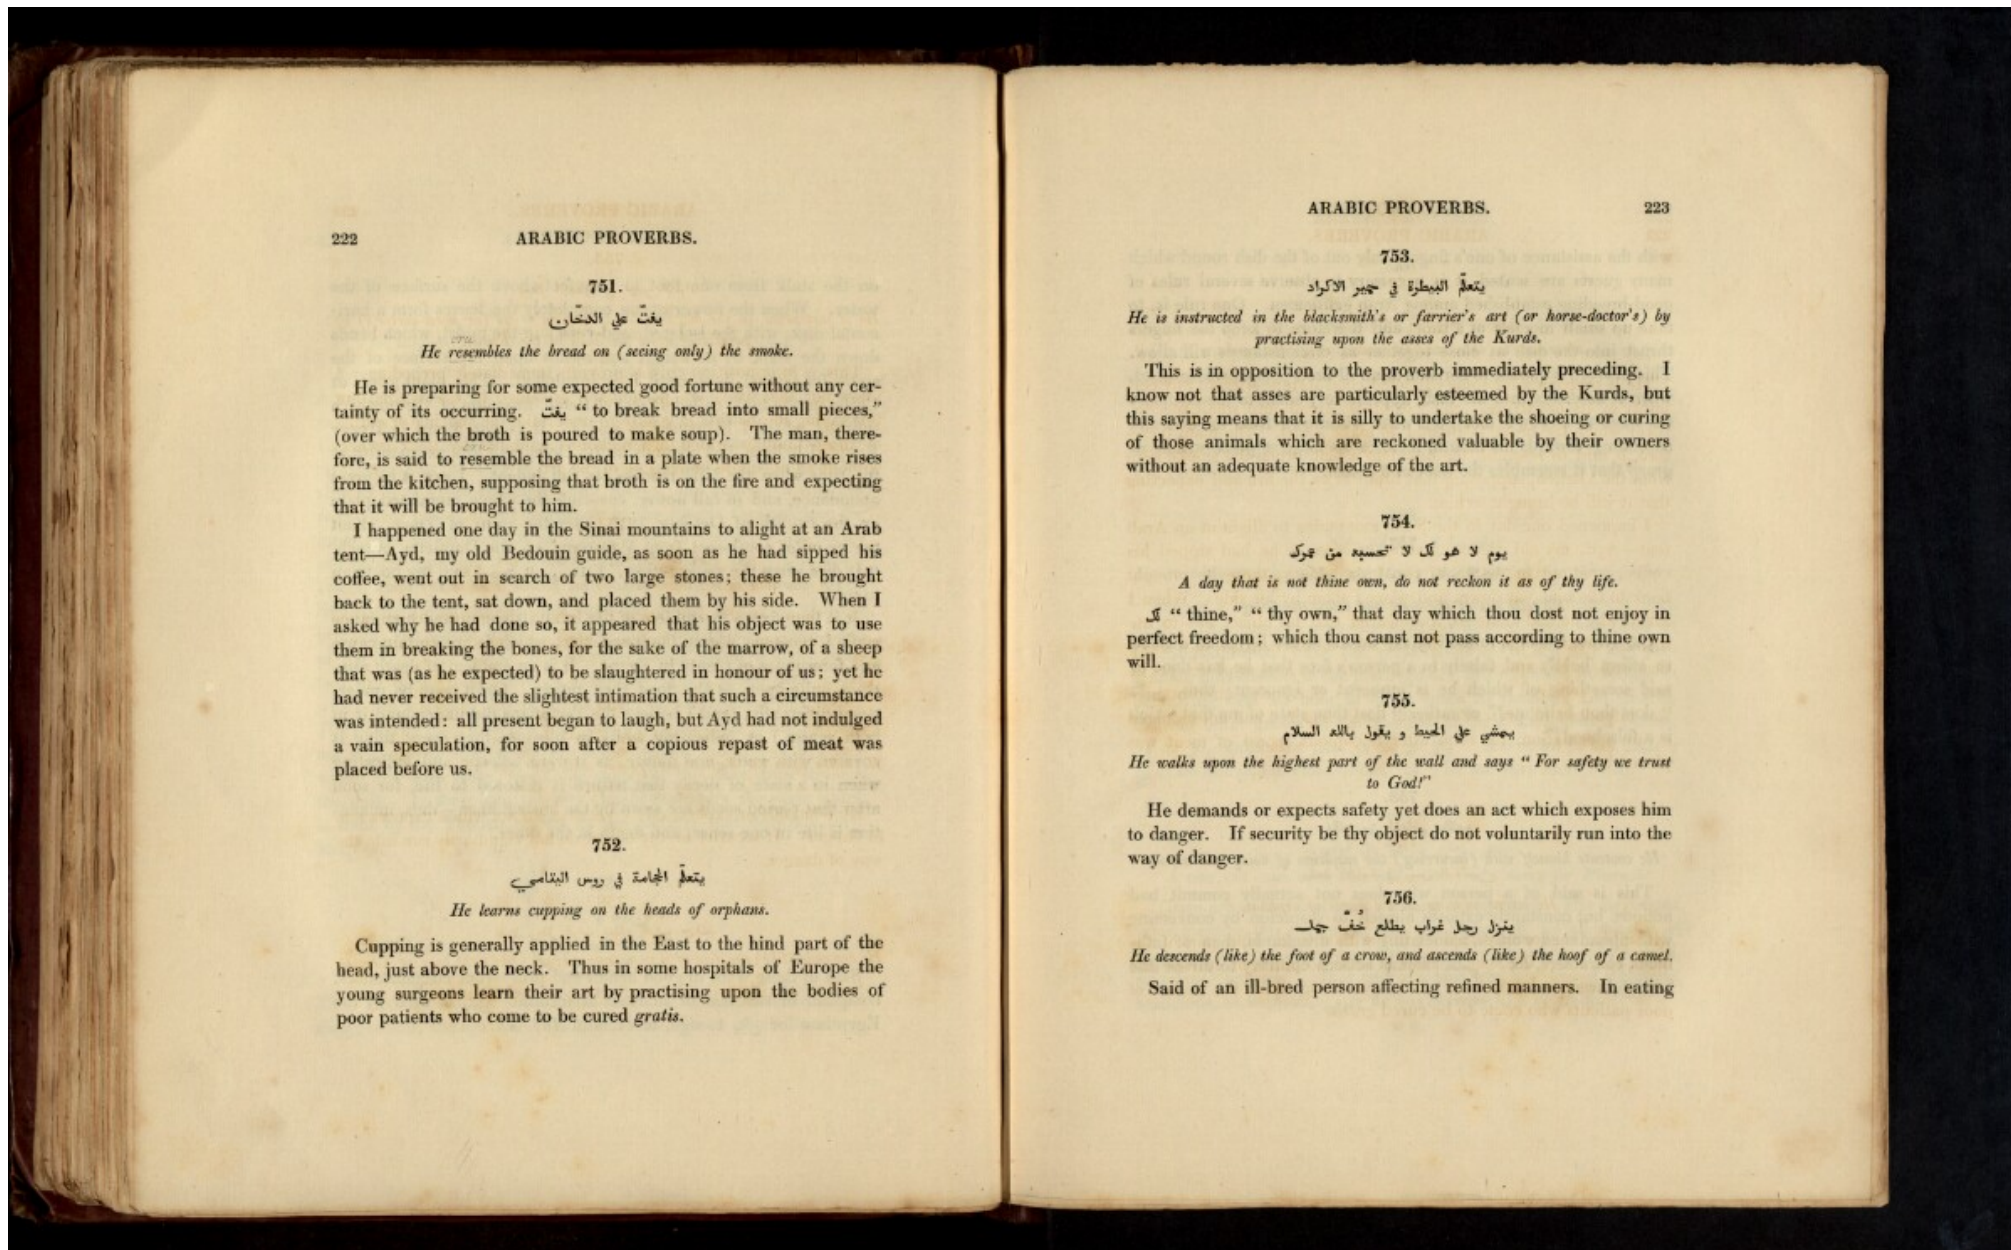 222 ARABIC PROVERBS.
751.
يفتّ علي الدخّان
He resembles the bread on (seeing only) the smoke.
He is preparing for some expected good fortune without any cer-
tainty of its occurring. يفتّ “ to break bread into small pieces,”
(over which the broth is poured to make soup). The man, there-
fore, is said to resemble the bread in a plate when the smoke rises
from the kitchen, supposing that broth is on the fire and expecting
that it will be brought to him.
I happened one day in the Sinai mountains to alight at an Arab
tent—Ayd, my old Bedouin guide, as soon as he had sipped his
coffee, went out in search of two large stones; these he brought
back to the tent, sat down, and placed them by his side. When I
asked why he had done so, it appeared that his object was to use
them in breaking the bones, for the sake of the marrow, of a sheep
that was (as he expected) to be slaughtered in honour of us; yet he
had never received the slightest intimation that such a circumstance
was intended: all present began to laugh, but Ayd had not indulged
a vain speculation, for soon after a copious repast of meat was
placed before us.
752.
يتعلّم الحجامة في روس اليتامي
He learns cupping on the heads of orphans.
Cupping is generally applied in the East to the hind part of the
head, just above the neck. Thus in some hospitals of Europe the
young surgeons learn their art by practising upon the bodies of
poor patients who come to be cured gratis.
ARABIC PROVERBS. 223
753.
يتعلّم البيطرة في حمير الاكراد
He is instructed in the blacksmith's or farrier's art (or horse-doctor's) by
practising upon the asses of the Kurds.
This is in opposition to the proverb immediately preceding. I
know not that asses are particularly esteemed by the Kurds, but
this saying means that it is silly to undertake the shoeing or curing
of those animals which are reckoned valuable by their owners
without an adequate knowledge of the art.
754.
يوم لا هو لك لا تحسبه من عمرك
A day that is not thine own, do not reckon it as of thy life.
لك “ thine,” “ thy own,” that day which thou dost not enjoy in
perfect freedom; which thou canst not pass according to thine own
will.
755.
يمشي علي الحيط و يقول يالله السلام
He walks upon the highest part of the wall and says “ For safety we trust
to God!”
He demands or expects safety yet does an act which exposes him
to danger. If security be thy object do not voluntarily run into the
way of danger.
756.
ينزل رجل غراب يطلع خُفّ جمل
He descends (like) the foot of a crow, and ascends (like) the hoof of a camel.
Said of an ill-bred person affecting refined manners. In eating